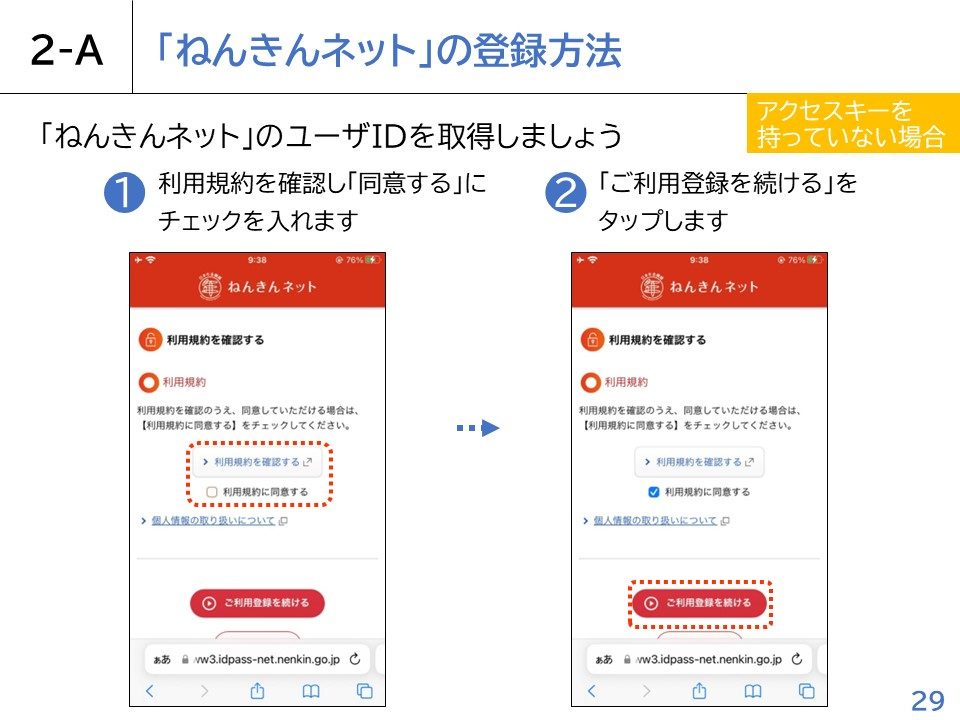 2-A
「ねんきんネット」の登録方法
アクセスキーを
持っていない場合
「ねんきんネット」のユーザIDを取得しましょう
1
利用規約を確認し「同意する」に
チェックを入れます
2
「ご利用登録を続ける」を
タップします
9:38
76%
ねんきんネット
利用規約を確認する
利用規約
利用規約を確認のうえ、同意していただける場合は、
【利用規約に同意する】をチェックしてください。
利用規約を確認する
利用規約に同意する
個人情報の取り扱いについて
ご利用登録を続ける
ぁあ
w3.idpass-net.nenkin.go.jp
9:38
76%
ねんきんネット
利用規約を確認する
利用規約
利用規約を確認のうえ、同意していただける場合は、
【利用規約に同意する】をチェックしてください。
利用規約を確認する
利用規約に同意する
個人情報の取り扱いについて
ご利用登録を続ける
ぁあ
w3.idpass-net.nenkin.go.jp
29